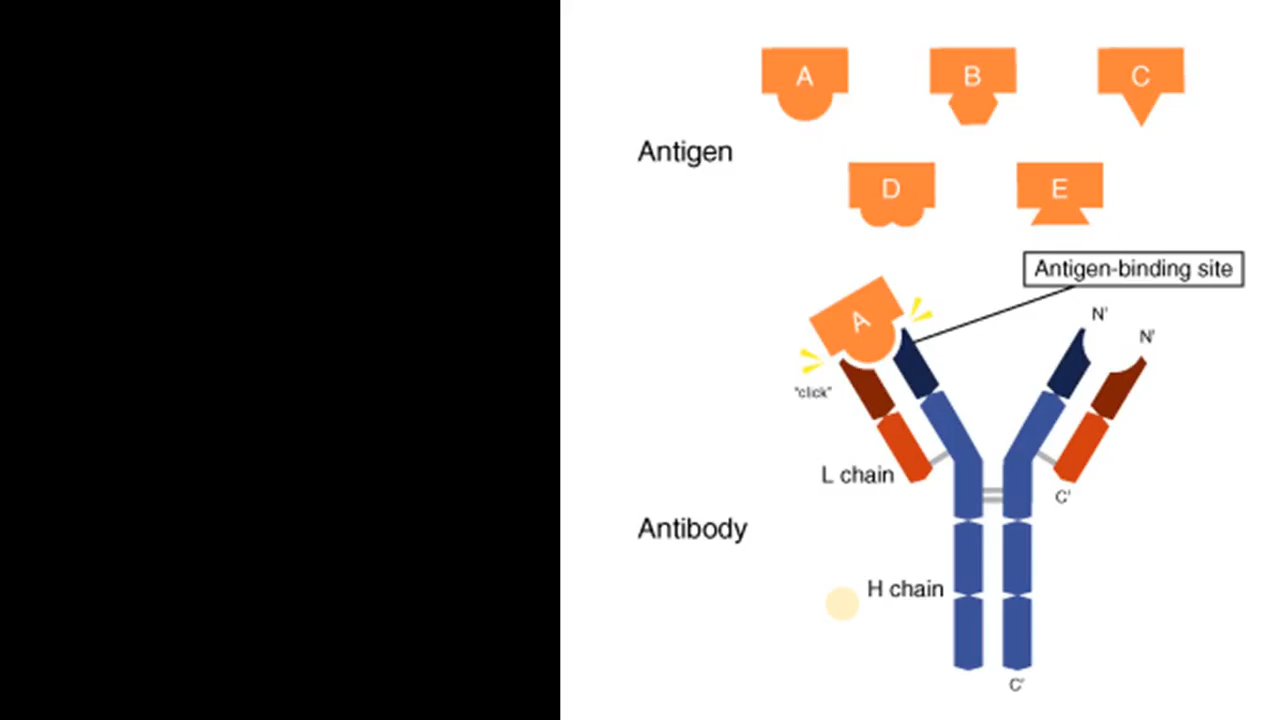 A
B
C
Antigen
D
E
Antigen-binding site
A
N'
N'
"click"
L chain
C'
Antibody
H chain
C'